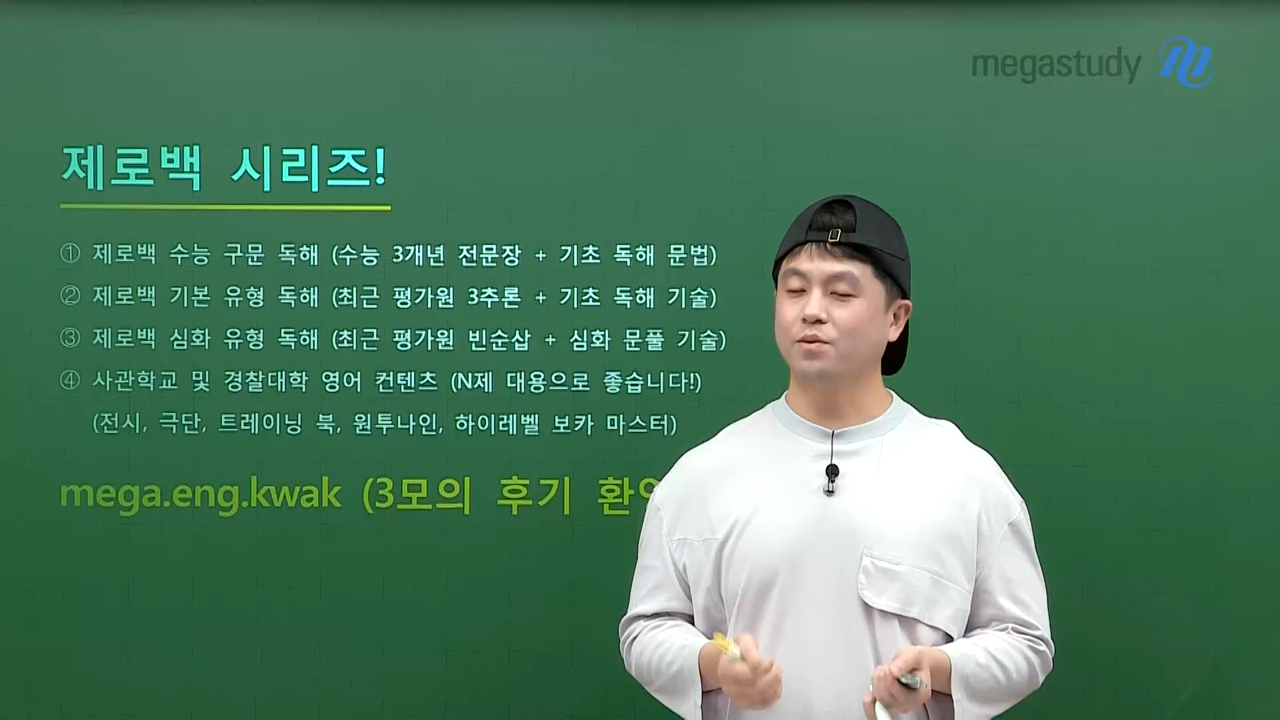 megastudy
제로백 시리즈!
① 제로백 수능 구문 독해 (수능 3개년 전문장 + 기초 독해 문법)
② 제로백 기본 유형 독해 (최근 평가원 3추론 + 기초 독해 기술)
③ 제로백 심화 유형 독해 (최근 평가원 빈순삽 + 심화 문풀 기술)
④ 사관학교 및 경찰대학 영어 컨텐츠 (N제 대용으로 좋습니다!)
(전시, 극단, 트레이닝 북, 원투나인, 하이레벨 보카 마스터)
mega.eng.kwak (3모의 후기